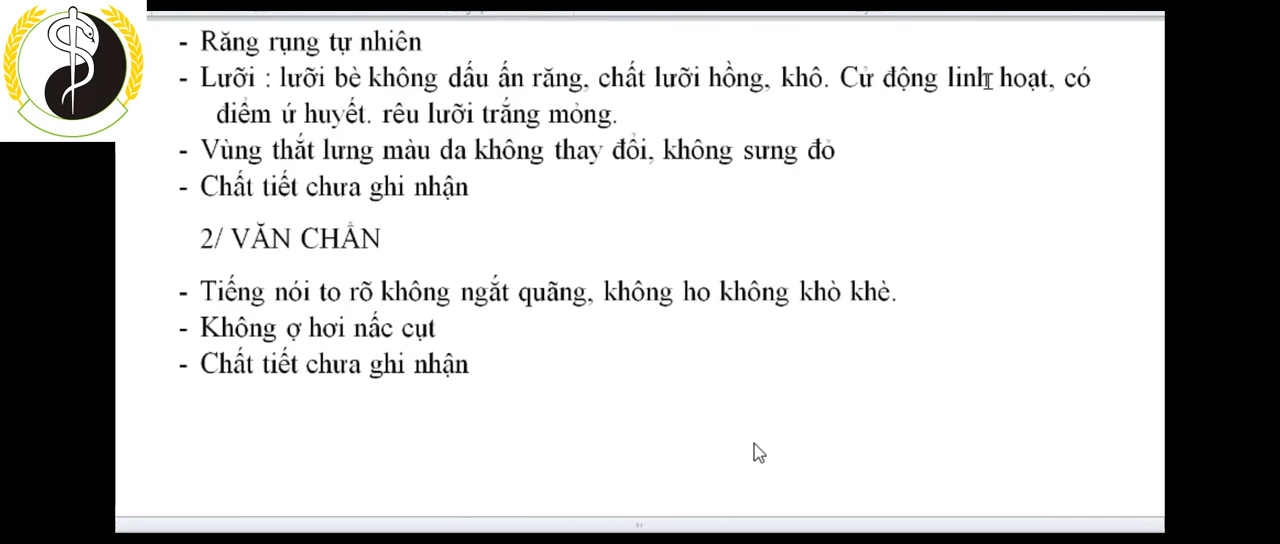 - Răng rụng tự nhiên
- Lưỡi : lưỡi bè không dấu ấn răng, chất lưỡi hồng, khô. Cử động linh hoạt, có
điểm ứ huyết. rêu lưỡi trắng mỏng.
- Vùng thắt lưng màu da không thay đổi, không sưng đỏ
- Chất tiết chưa ghi nhận
2/ VĂN CHẨN
- Tiếng nói to rõ không ngắt quãng, không ho không khò khè.
- Không ợ hơi nấc cụt
- Chất tiết chưa ghi nhận